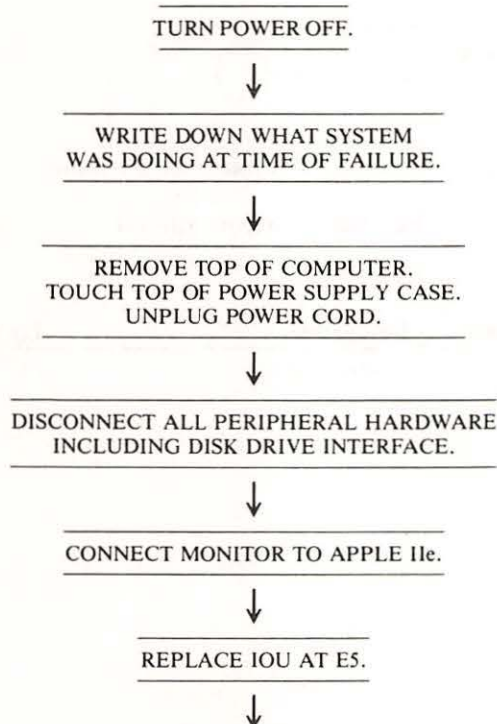 TURN POWER OFF.
WRITE DOWN WHAT SYSTEM
WAS DOING AT TIME OF FAILURE.
REMOVE TOP OF COMPUTER.
TOUCH TOP OF POWER SUPPLY CASE.
UNPLUG POWER CORD.
DISCONNECT ALL PERIPHERAL HARDWARE
INCLUDING DISK DRIVE INTERFACE.
CONNECT MONITOR TO APPLE IIe.
REPLACE IOU AT E5.